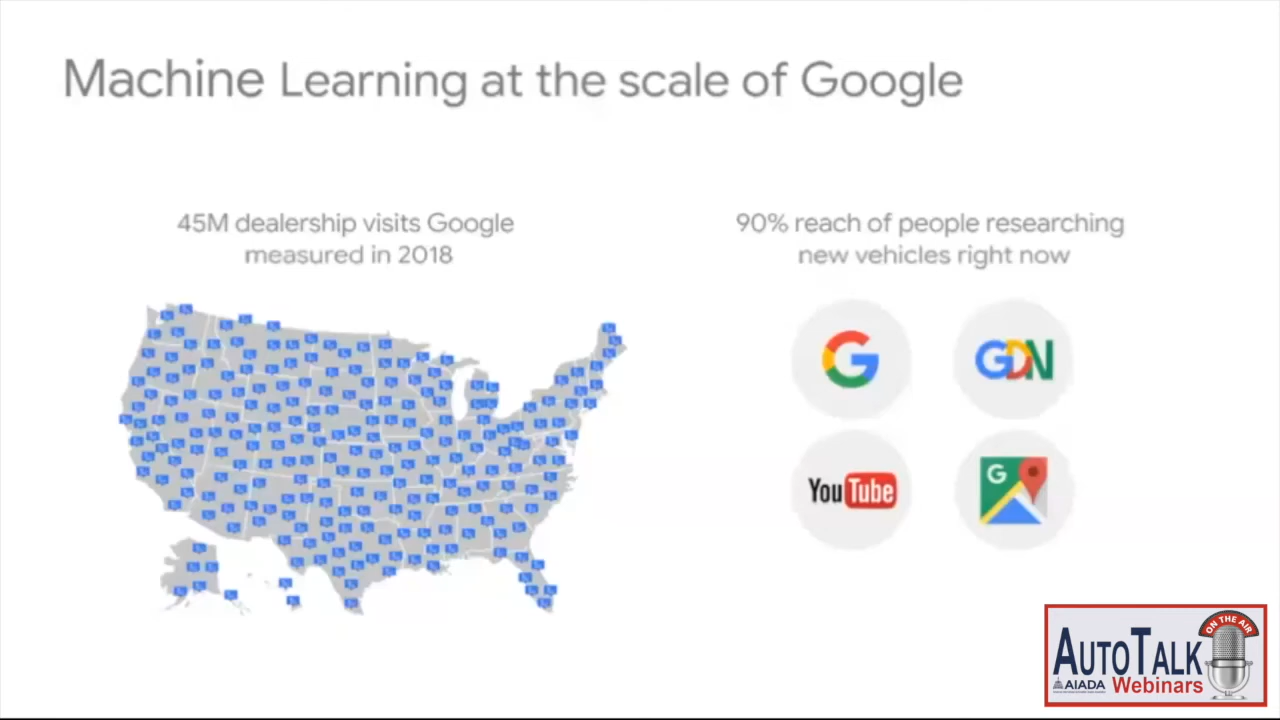 Machine Learning at the scale of Google
45M dealership visits Google
measured in 2018
90% reach of people researching
new vehicles right now
G
GDN
YouTube
G
ON THE AIR
AUTOTALK
AIADA Webinars